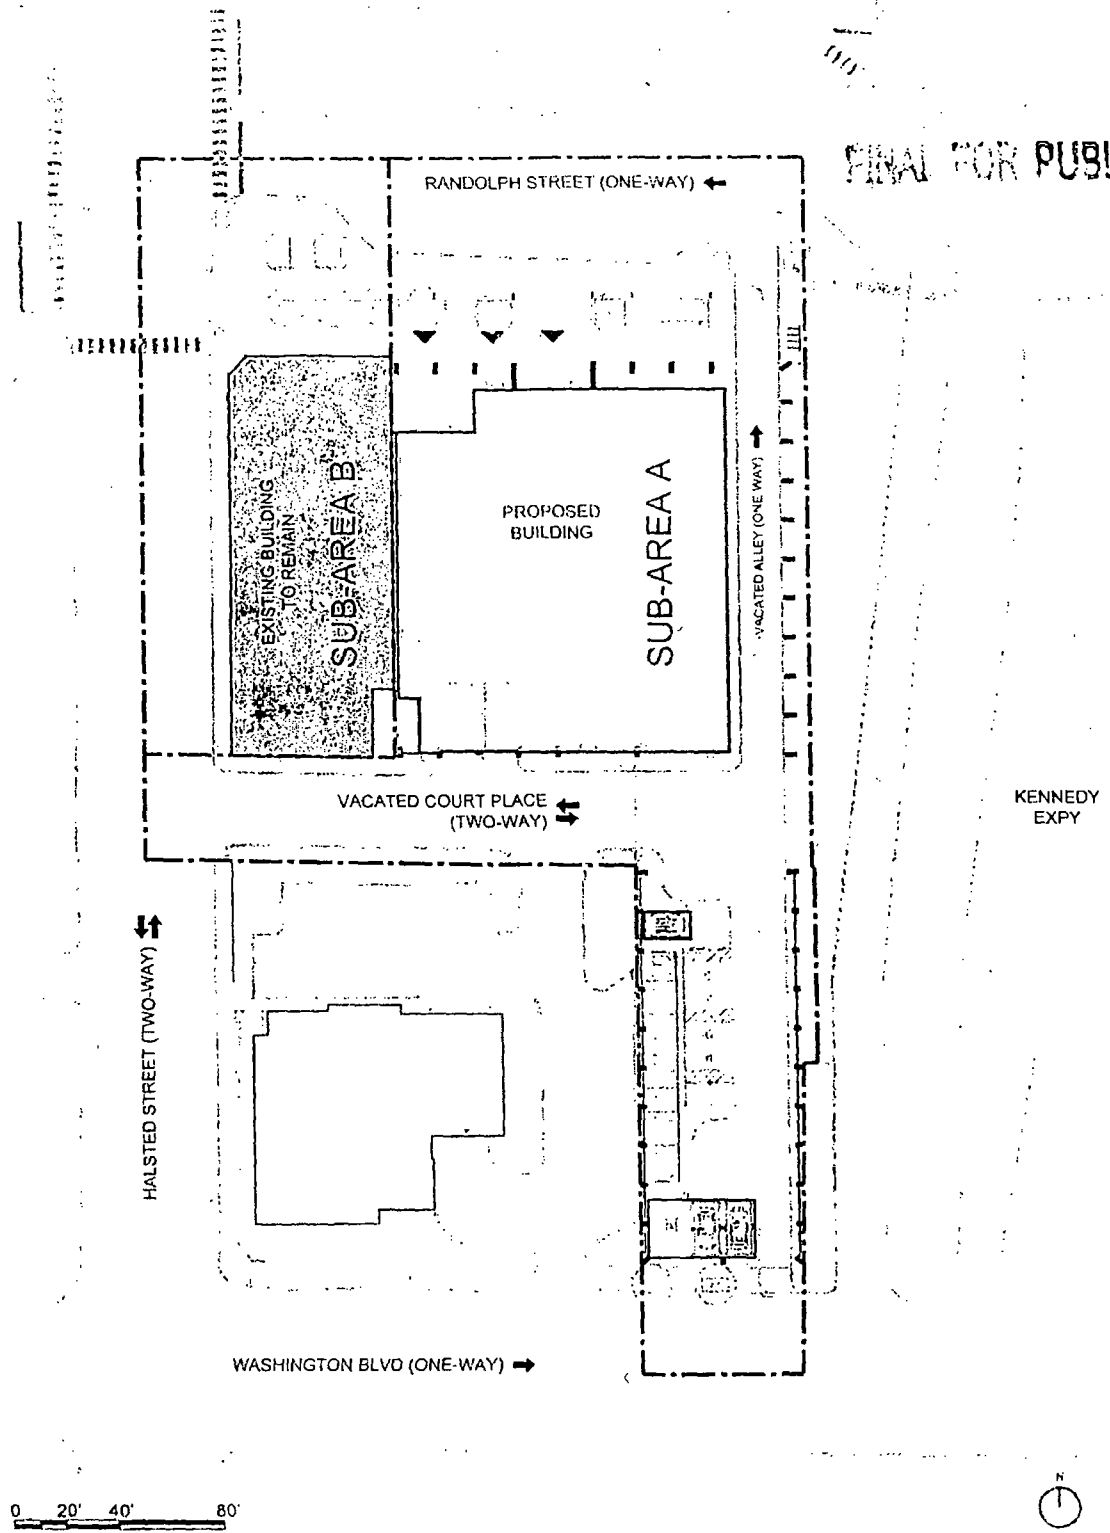 FINAL FOR PUBL
RANDOLPH STREET (ONE-WAY)
EXISTING BUILDING
TO REMAIN
SUB-AREA B
PROPOSED
BUILDING
SUB-AREA A
VACATED ALLEY (ONE WAY)
VACATED COURT PLACE
(TWO-WAY)
KENNEDY
EXPY
HALSTED STREET (TWO-WAY)
WASHINGTON BLVD (ONE-WAY)
N
0 20' 40' 80'